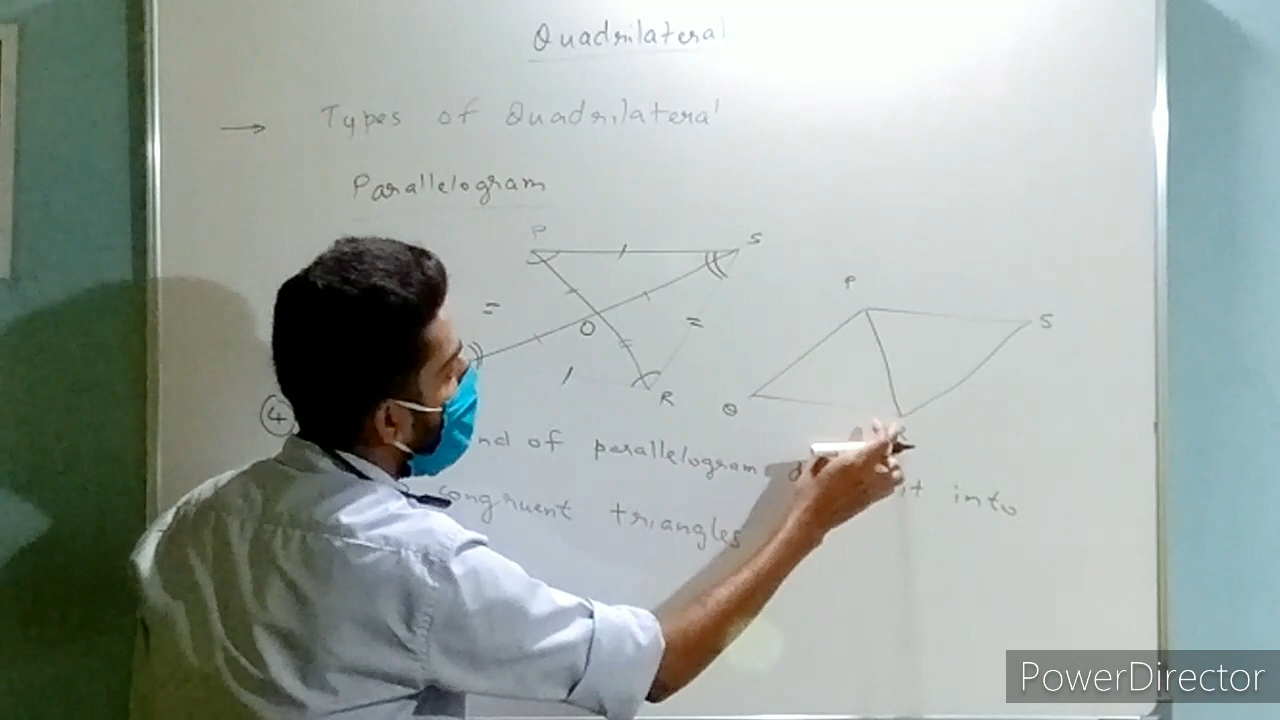 Quadrilateral
→ Types of Quadrilateral
Parallelogram
P S
= =
O
R
P S
Q
④
of parallelogram it into
congruent triangles
PowerDirector